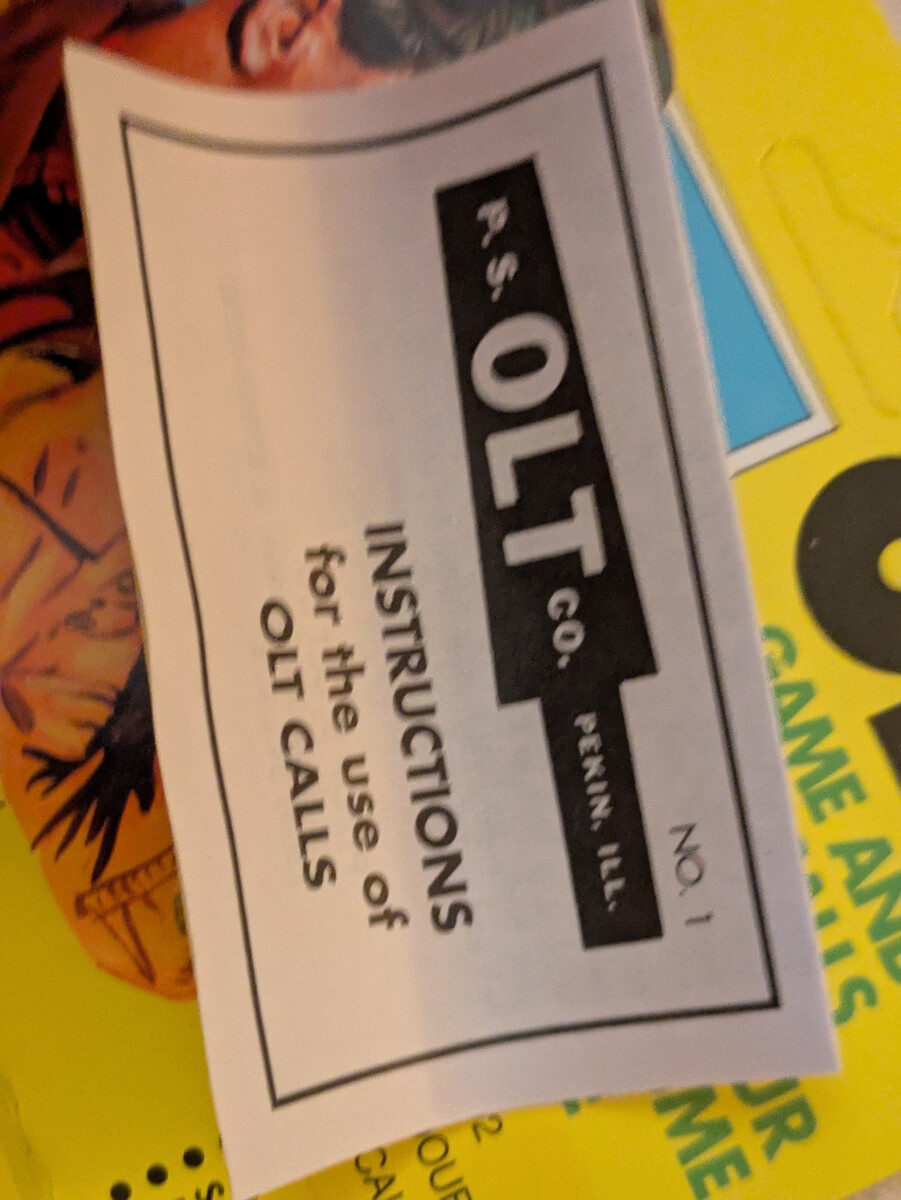 NO. 1
P. S. OLT CO. PEKIN, ILL.
INSTRUCTIONS
for the use of
OLT CALLS
GAME AND